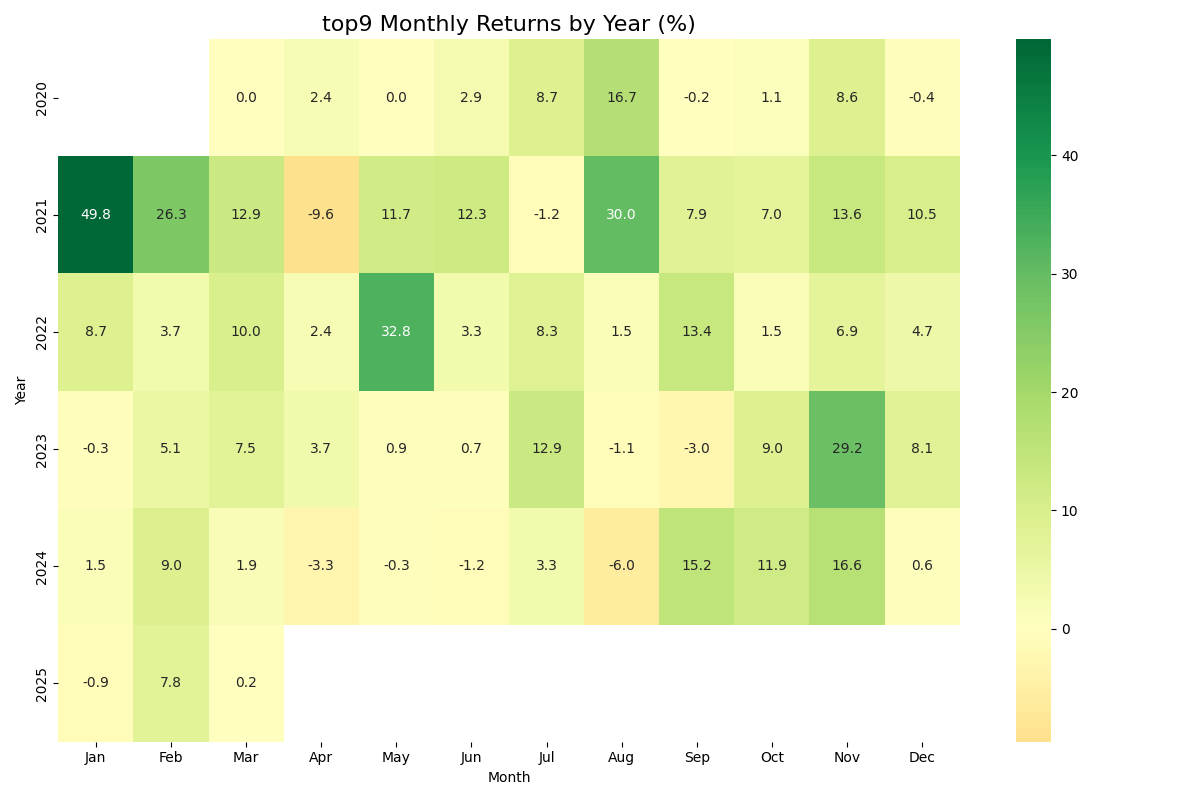 top9 Monthly Returns by Year (%)
2020 0.0 2.4 0.0 2.9 8.7 16.7 -0.2 1.1 8.6 -0.4
2021 49.8 26.3 12.9 -9.6 11.7 12.3 -1.2 30.0 7.9 7.0 13.6 10.5
2022 8.7 3.7 10.0 2.4 32.8 3.3 8.3 1.5 13.4 1.5 6.9 4.7
2023 -0.3 5.1 7.5 3.7 0.9 0.7 12.9 -1.1 -3.0 9.0 29.2 8.1
2024 1.5 9.0 1.9 -3.3 -0.3 -1.2 3.3 -6.0 15.2 11.9 16.6 0.6
2025 -0.9 7.8 0.2
Year
Jan Feb Mar Apr May Jun Jul Aug Sep Oct Nov Dec
Month
40
30
20
10
0